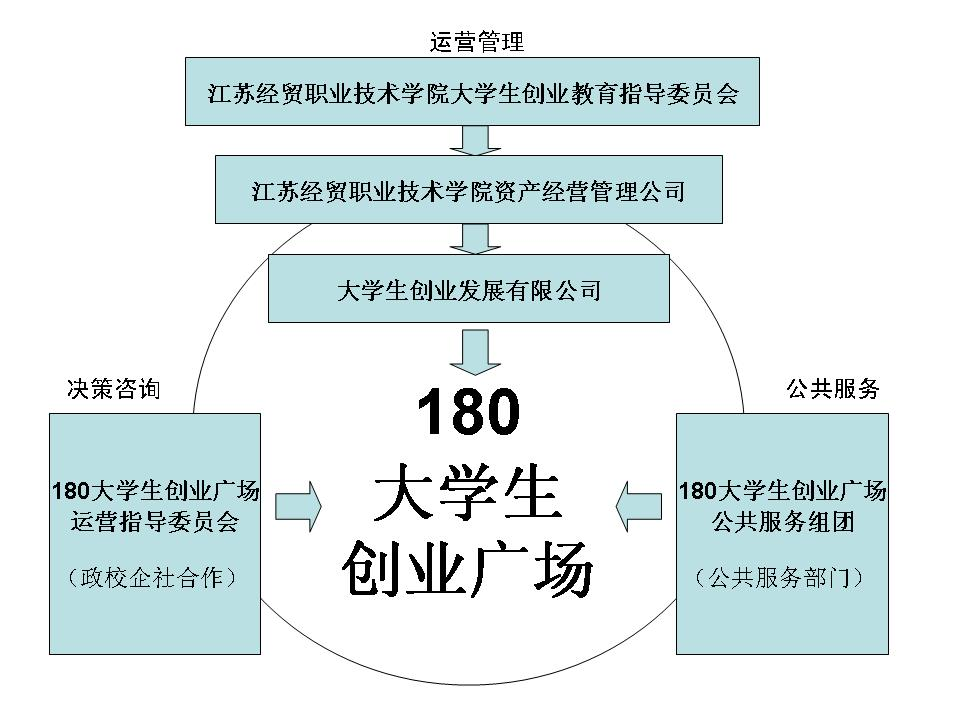 运营管理
江苏经贸职业技术学院大学生创业教育指导委员会
江苏经贸职业技术学院资产经营管理公司
大学生创业发展有限公司
决策咨询
公共服务
180
大学生
创业广场
180大学生创业广场
运营指导委员会
（政校企社合作）
180大学生创业广场
公共服务组团
（公共服务部门）